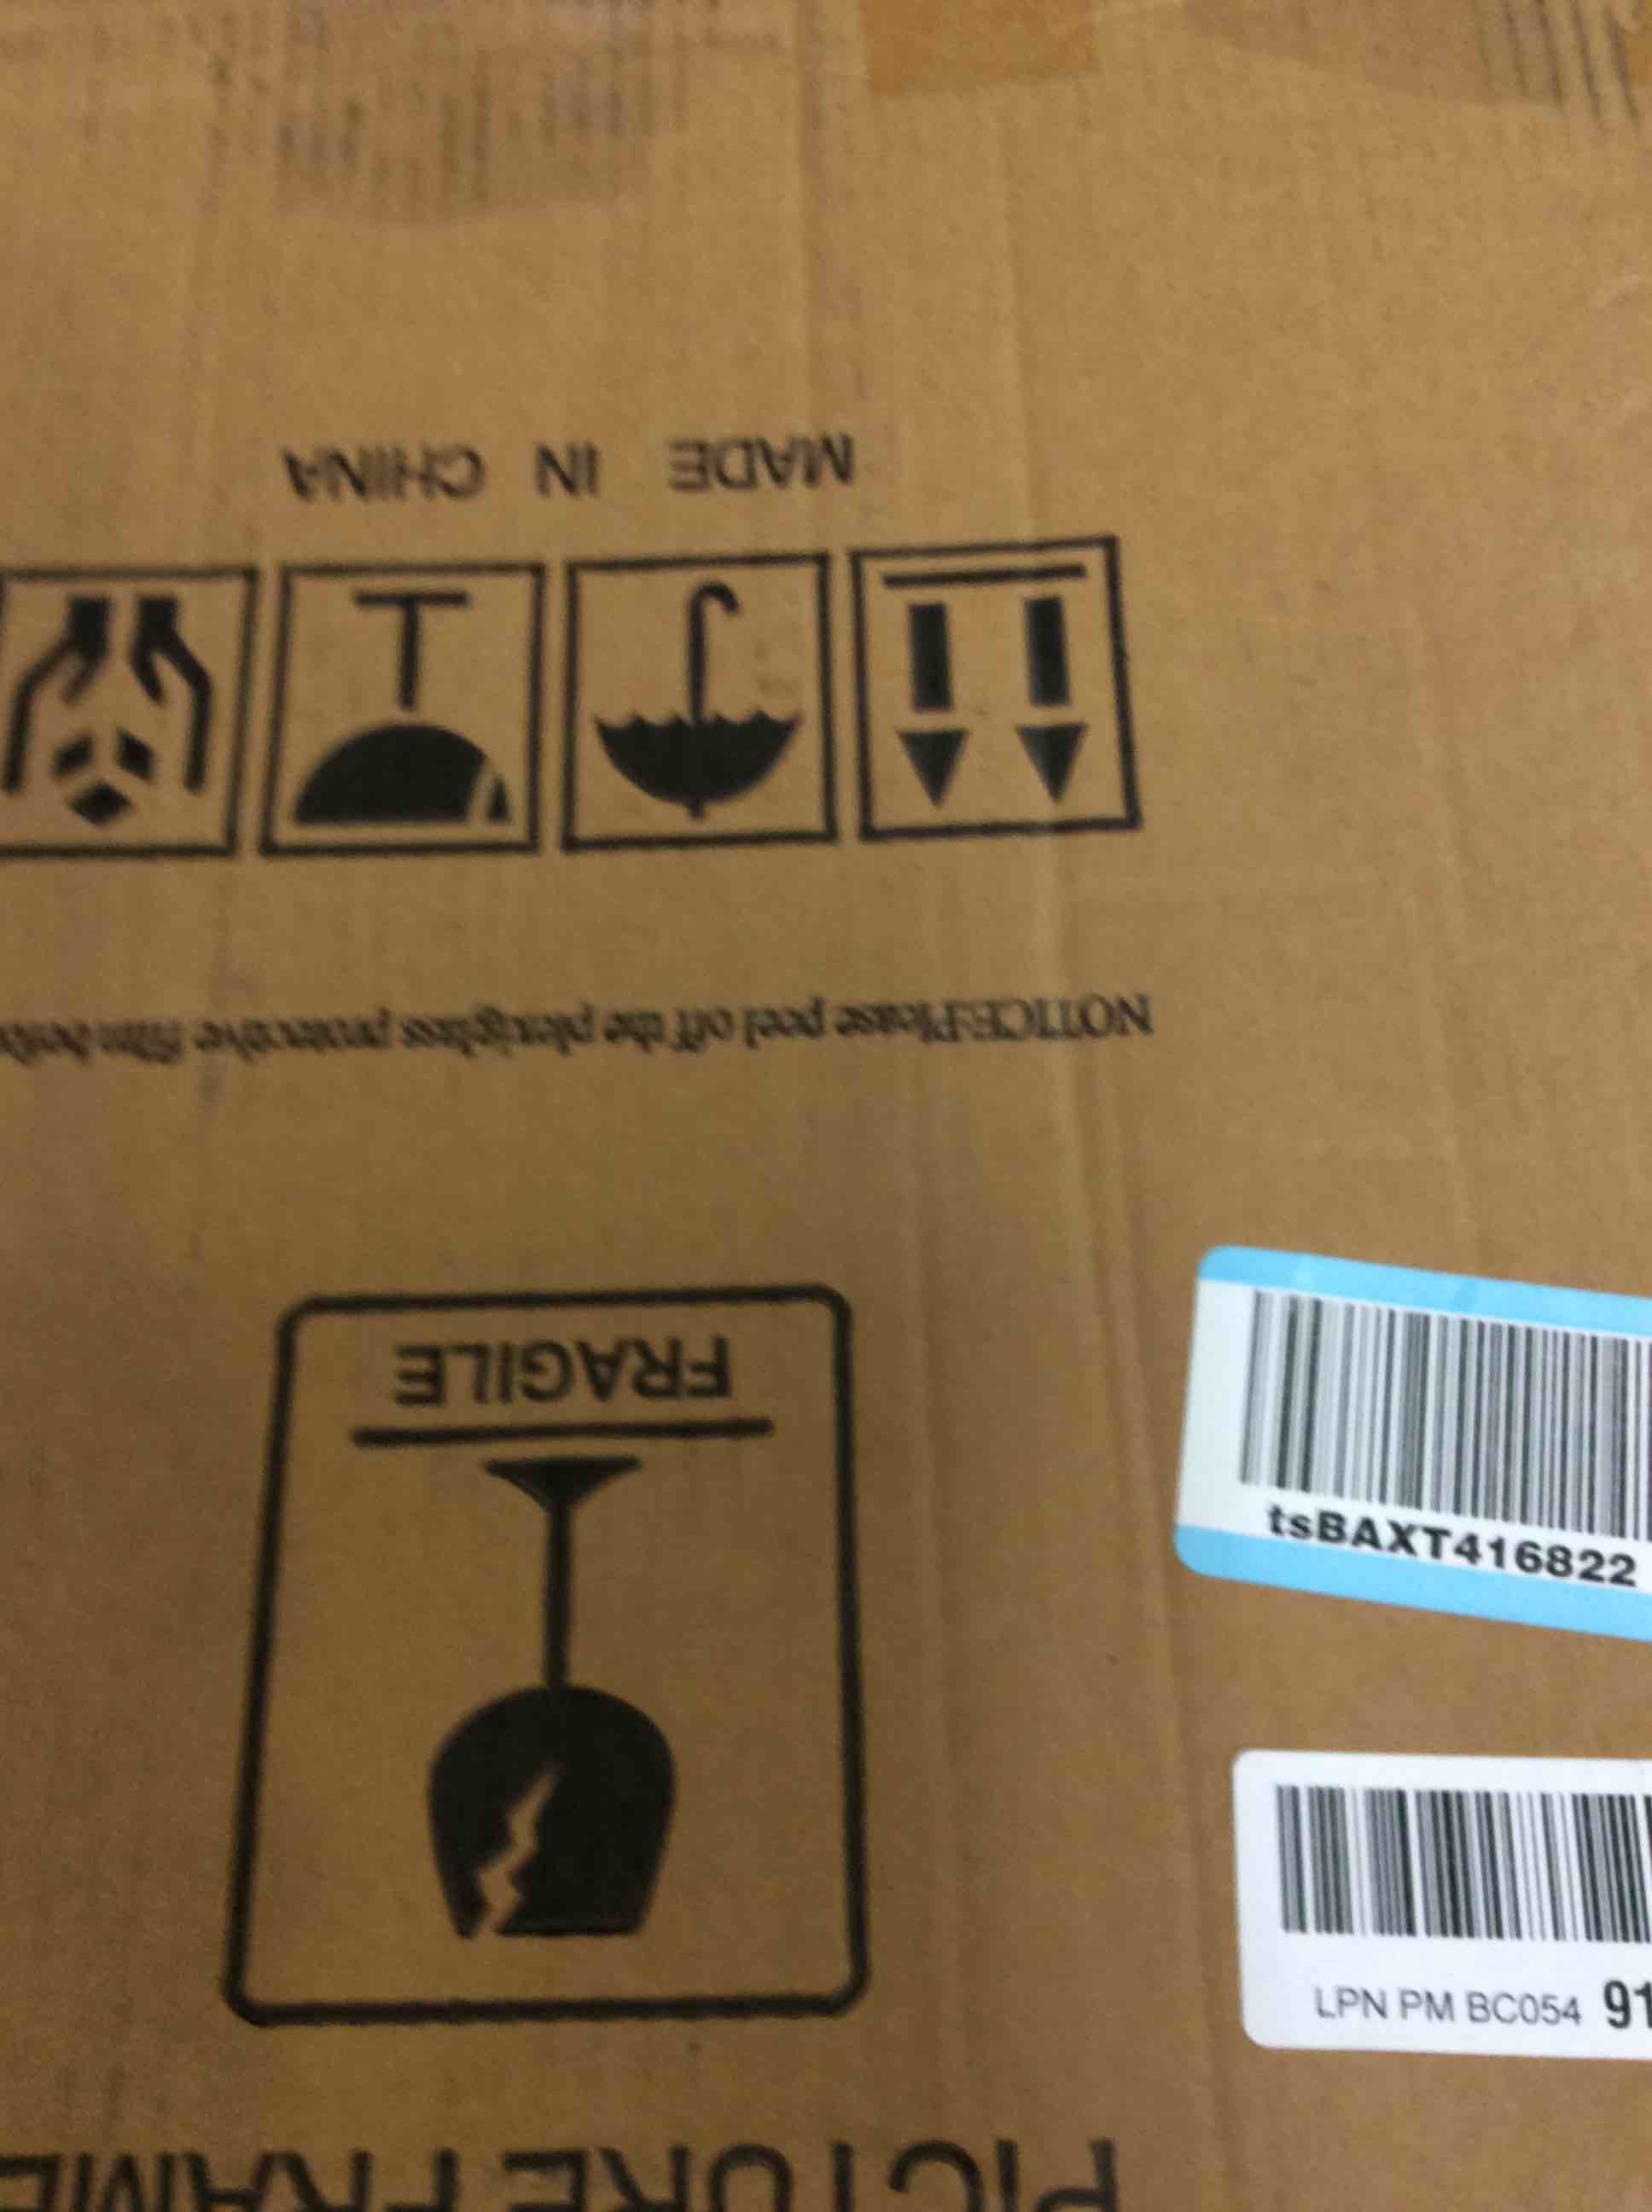 PICTURE FRAME
FRAGILE
NOTICE:Please peel off the plexiglass protective film
MADE IN CHINA
tsBAXT416822
LPN PM BC054 91